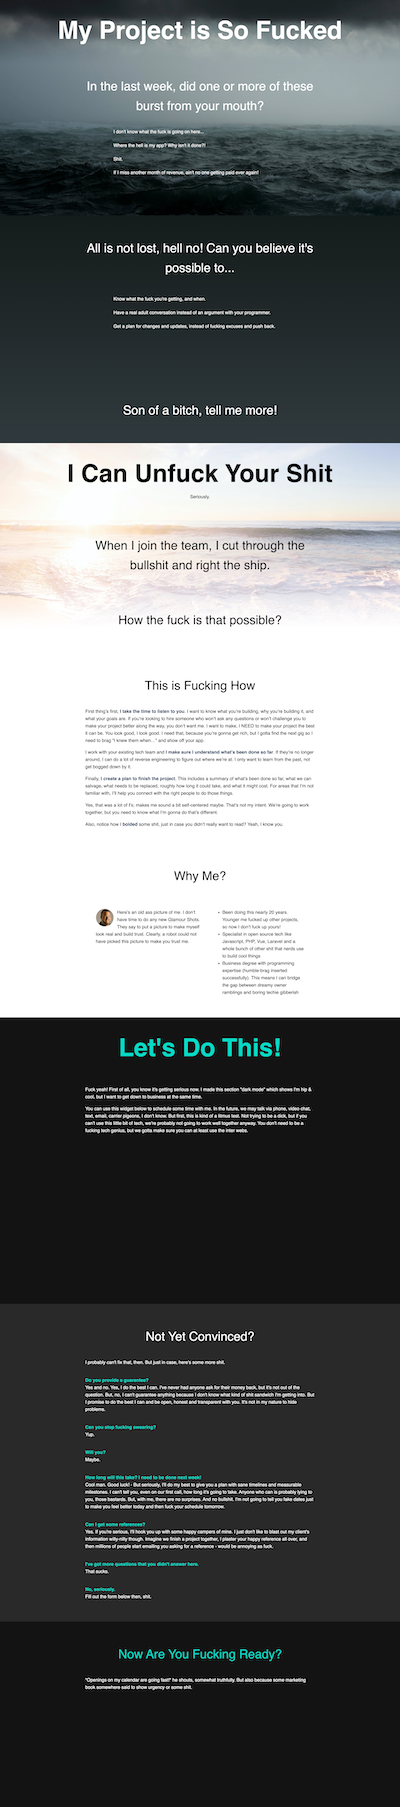 My Project is So Fucked
In the last week, did one or more of these
burst from your mouth?
I don't know what the fuck is going on here...
Where the hell is my app? Why isn't it done?!
Shit.
If I miss another month of revenue, ain't no one getting paid ever again!
All is not lost, hell no! Can you believe it's
possible to...
Know what the fuck you're getting, and when.
Have a real adult conversation instead of an argument with your programmer.
Get a plan for changes and updates, instead of fucking excuses and push back.
Son of a bitch, tell me more!
I Can Unfuck Your Shit
Seriously.
When I join the team, I cut through the
bullshit and right the ship.
How the fuck is that possible?
This is Fucking How
First thing's first, I take the time to listen to you. I want to know what you're building, why you're building it, and
what your goals are. If you're looking to hire someone who won't ask any questions or won't challenge you to
make your project better along the way, you don't want me. I want to make, I NEED to make your project the best
it can be. You look good, I look good. I need that, because you're gonna get rich, but I gotta find the next gig so I
need to brag "I knew them when..." and show off your app.
I work with your existing tech team and I make sure I understand what's been done so far. If they're no longer
around, I can do a lot of reverse engineering to figure out where we're at. I only want to learn from the past, not
get bogged down by it.
Finally, I create a plan to finish the project. This includes a summary of what's been done so far, what we can
salvage, what needs to be replaced, roughly how long it could take, and what it might cost. For areas that I'm not
familiar with, I'll help you connect with the right people to do those things.
Yes, that was a lot of I's; makes me sound a bit self-centered maybe. That's not my intent. We're going to work
together, but you need to know what I'm gonna do that's different.
Also, notice how I bolded some shit, just in case you didn't really want to read? Yeah, I know you.
Why Me?
Here's an old ass picture of me. I don't
have time to do any new Glamour Shots.
They say to put a picture to make myself
look real and build trust. Clearly, a robot could not
have picked this picture to make you trust me.
Been doing this nearly 20 years.
Younger me fucked up other projects,
so now I don't fuck up yours!
Specialist in open source tech like
Javascript, PHP, Vue, Laravel and a
whole bunch of other shit that nerds use
to build cool things
Business degree with programming
expertise (humble-brag inserted
successfully). This means I can bridge
the gap between dreamy owner
ramblings and boring techie gibberish
Let's Do This!
Fuck yeah! First of all, you know it's getting serious now. I made this section "dark mode" which shows I'm hip &
cool, but I want to get down to business at the same time.
You can use this widget below to schedule some time with me. In the future, we may talk via phone, video chat,
text, email, carrier pigeons, I don't know. But first, this is kind of a litmus test. Not trying to be a dick, but if you
can't use this little bit of tech, we're probably not going to work well together anyway. You don't need to be a
fucking tech genius, but we gotta make sure you can at least use the inter webs.
Not Yet Convinced?
I probably can't fix that, then. But just in case, here's some more shit.
Do you provide a guarantee?
Yes and no. Yes, I do the best I can. I've never had anyone ask for their money back, but it's not out of the
question. But, no, I can't guarantee anything because I don't know what kind of shit sandwich I'm getting into. But
I promise to do the best I can and be open, honest and transparent with you. It's not in my nature to hide
problems.
Can you stop fucking swearing?
Yup.
Will you?
Maybe.
How long will this take? I need to be done next week!
Cool man. Good luck! - But seriously, I'll do my best to give you a plan with sane timelines and measurable
milestones. I can't tell you, even on our first call, how long it's going to take. Anyone who can is probably lying to
you, those bastards. But, with me, there are no surprises. And no bullshit. I'm not going to tell you fake dates just
to make you feel better today and then fuck your schedule tomorrow.
Can I get some references?
Yes. If you're serious, I'll hook you up with some happy campers of mine. I just don't like to blast out my client's
information willy-nilly though. Imagine we finish a project together, I plaster your happy reference all over, and
then millions of people start emailing you asking for a reference - would be annoying as fuck.
I've got more questions that you didn't answer here.
That sucks.
No, seriously.
Fill out the form below then, shit.
Now Are You Fucking Ready?
"Openings on my calendar are going fast!" he shouts, somewhat truthfully. But also because some marketing
book somewhere said to show urgency or some shit.